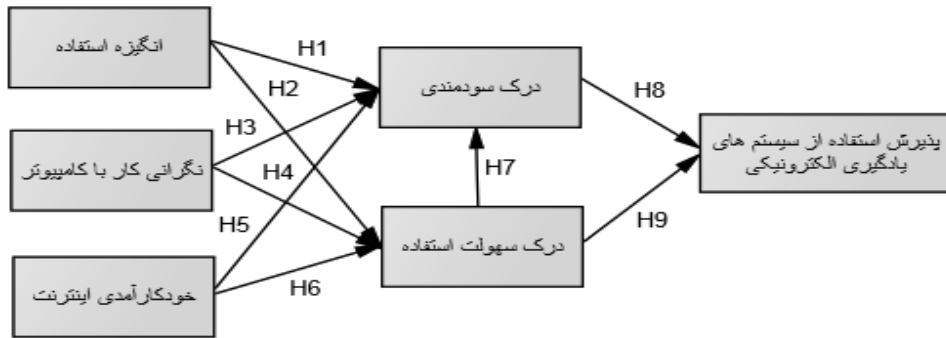 انگیزه استفاده
H1
درک سودمندی
H2
H8
H3
نگرانی کار با کامپیوتر
پذیرش استفاده از سیستم های
یادگیری الکترونیکی
H4
H7
H5
H9
درک سهولت استفاده
خودکارآمدی اینترنت
H6